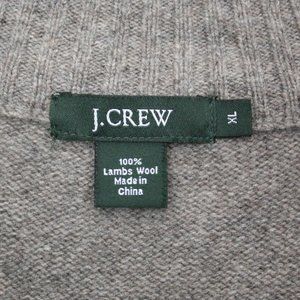 J.CREW
XL
100%
Lambs Wool
Made in
China